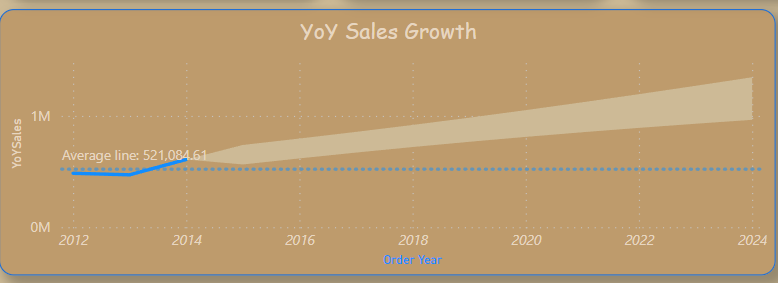 YoY Sales Growth
YoYSales
1M
Average line: 521,084.61
0M
2012 2014 2016 2018 2020 2022 2024
Order Year